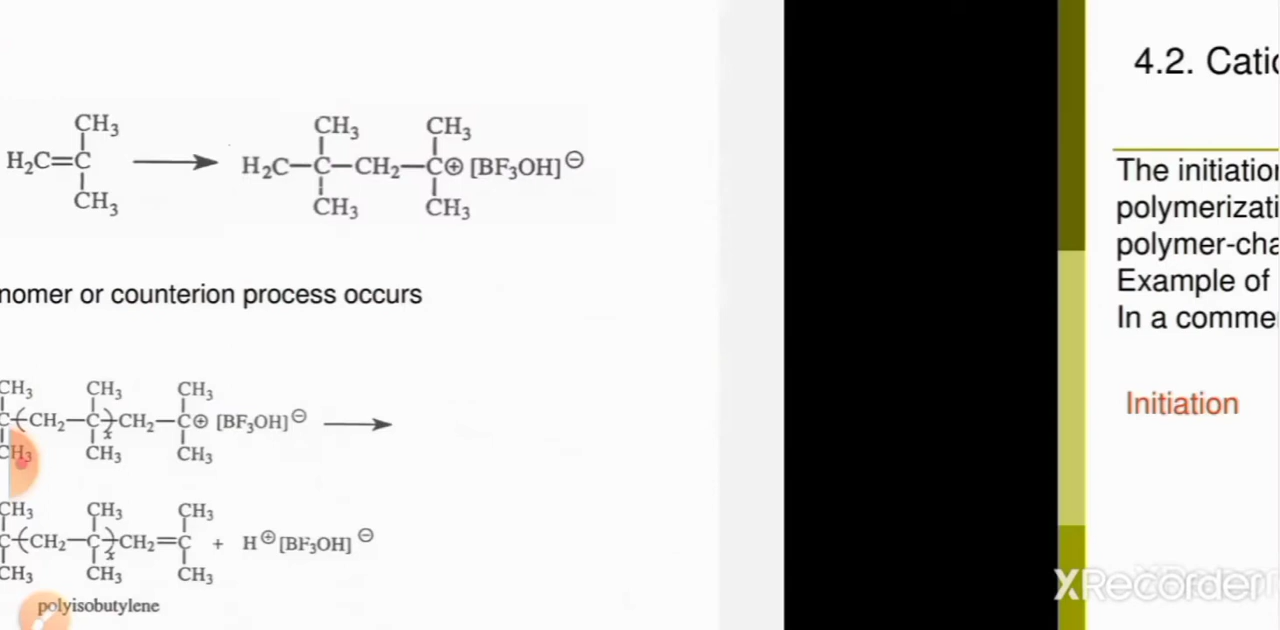 CH3 CH3 CH3
H2C=C → H2C-C-CH2-C⊕ [BF3OH]⊖
CH3 CH3 CH3
nomer or counterion process occurs
CH3 CH3 CH3
C-(CH2-C)x-CH2-C⊕ [BF3OH]⊖ →
CH3 CH3 CH3
CH3 CH3 CH3
C-(CH2-C)x-CH2=C + H⊕ [BF3OH]⊖
CH3 CH3 CH3
polyisobutylene
4.2. Catio
The initiation
polymerizati
polymer-cha
Example of
In a comme
Initiation
XRecorder